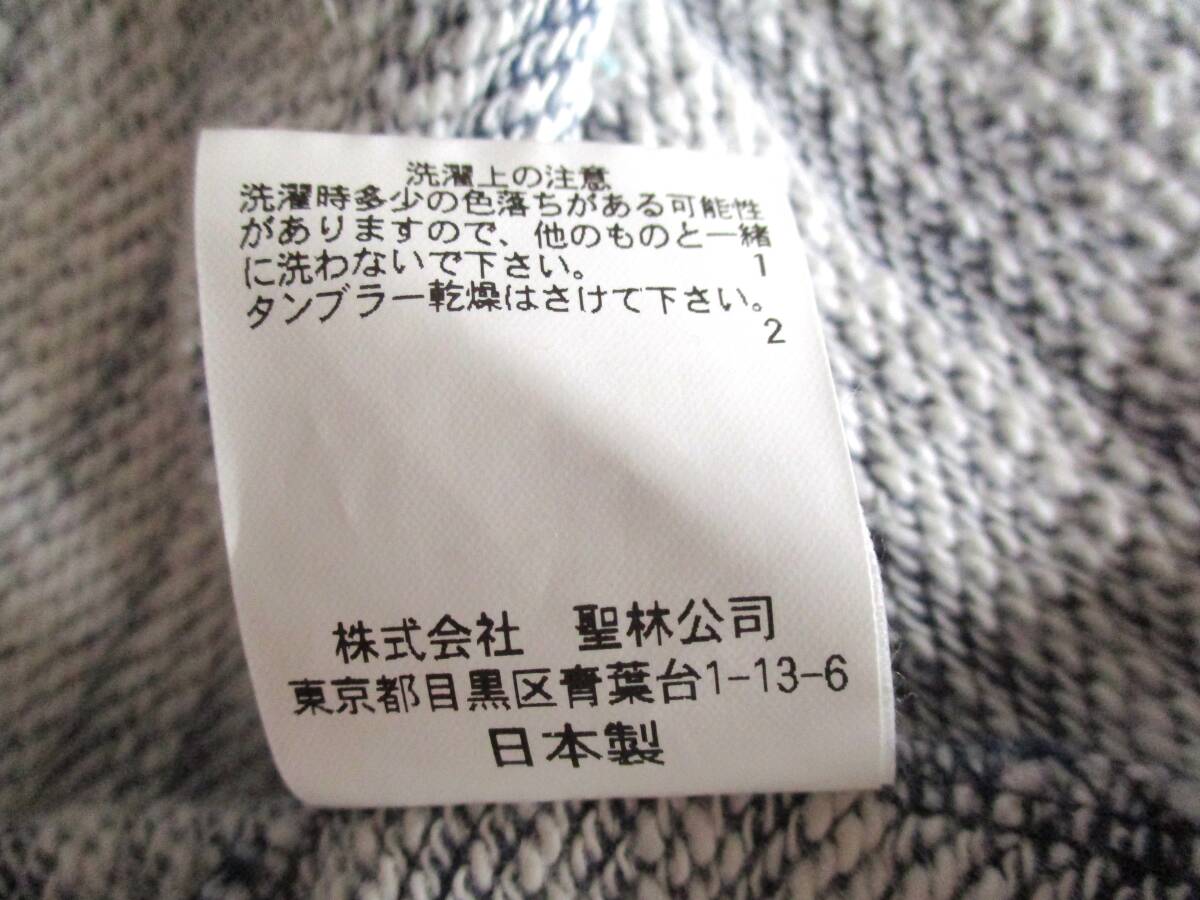 洗濯上の注意
洗濯時多少の色落ちがある可能性
がありますので、他のものと一緒
に洗わないで下さい。 1
タンブラー乾燥はさけて下さい。
2
株式会社 聖林公司
東京都目黒区青葉台1-13-6
日本製